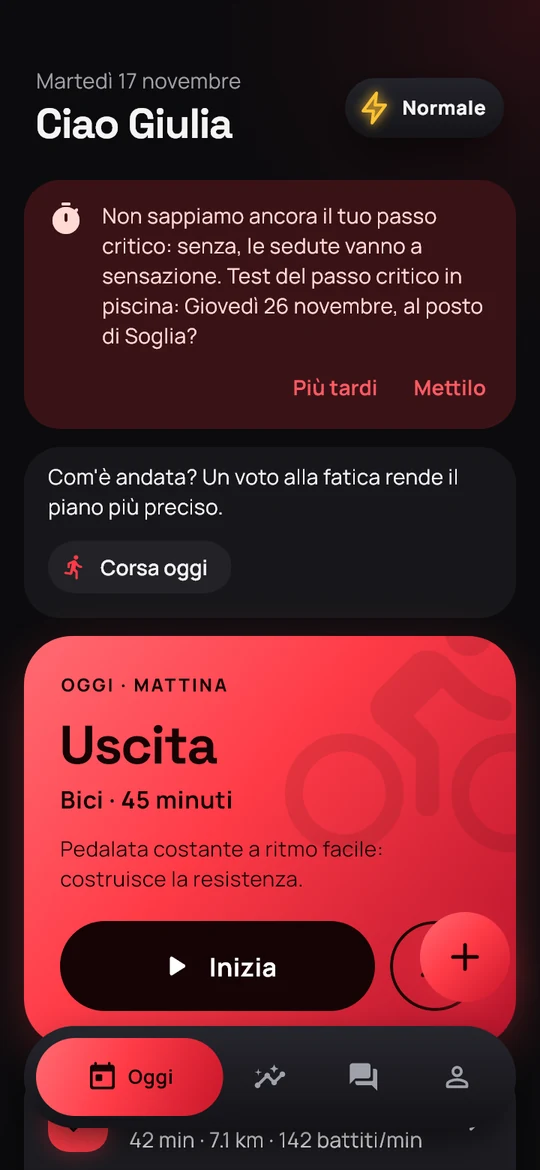 Martedì 17 novembre
Ciao Giulia
Normale
Non sappiamo ancora il tuo passo
critico: senza, le sedute vanno a
sensazione. Test del passo critico in
piscina: Giovedì 26 novembre, al posto
di Soglia?
Più tardi
Mettilo
Com'è andata? Un voto alla fatica rende il
piano più preciso.
Corsa oggi
OGGI · MATTINA
Uscita
Bici · 45 minuti
Pedalata costante a ritmo facile:
costruisce la resistenza.
Inizia
Oggi
42 min · 7.1 km · 142 battiti/min